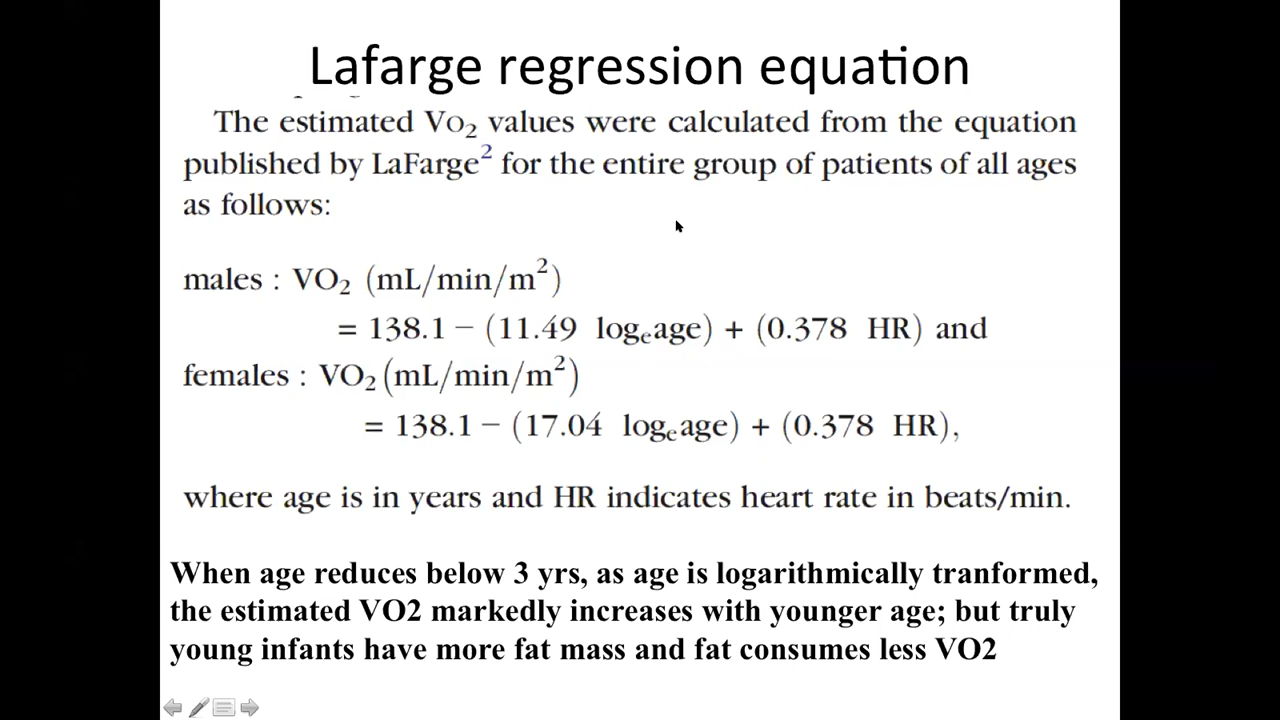 Lafarge regression equation
The estimated VO₂ values were calculated from the equation
published by LaFarge² for the entire group of patients of all ages
as follows:
males : VO₂ (mL/min/m²)
= 138.1 − (11.49 logₑage) + (0.378 HR) and
females : VO₂(mL/min/m²)
= 138.1 − (17.04 logₑage) + (0.378 HR),
where age is in years and HR indicates heart rate in beats/min.
When age reduces below 3 yrs, as age is logarithmically tranformed,
the estimated VO2 markedly increases with younger age; but truly
young infants have more fat mass and fat consumes less VO2